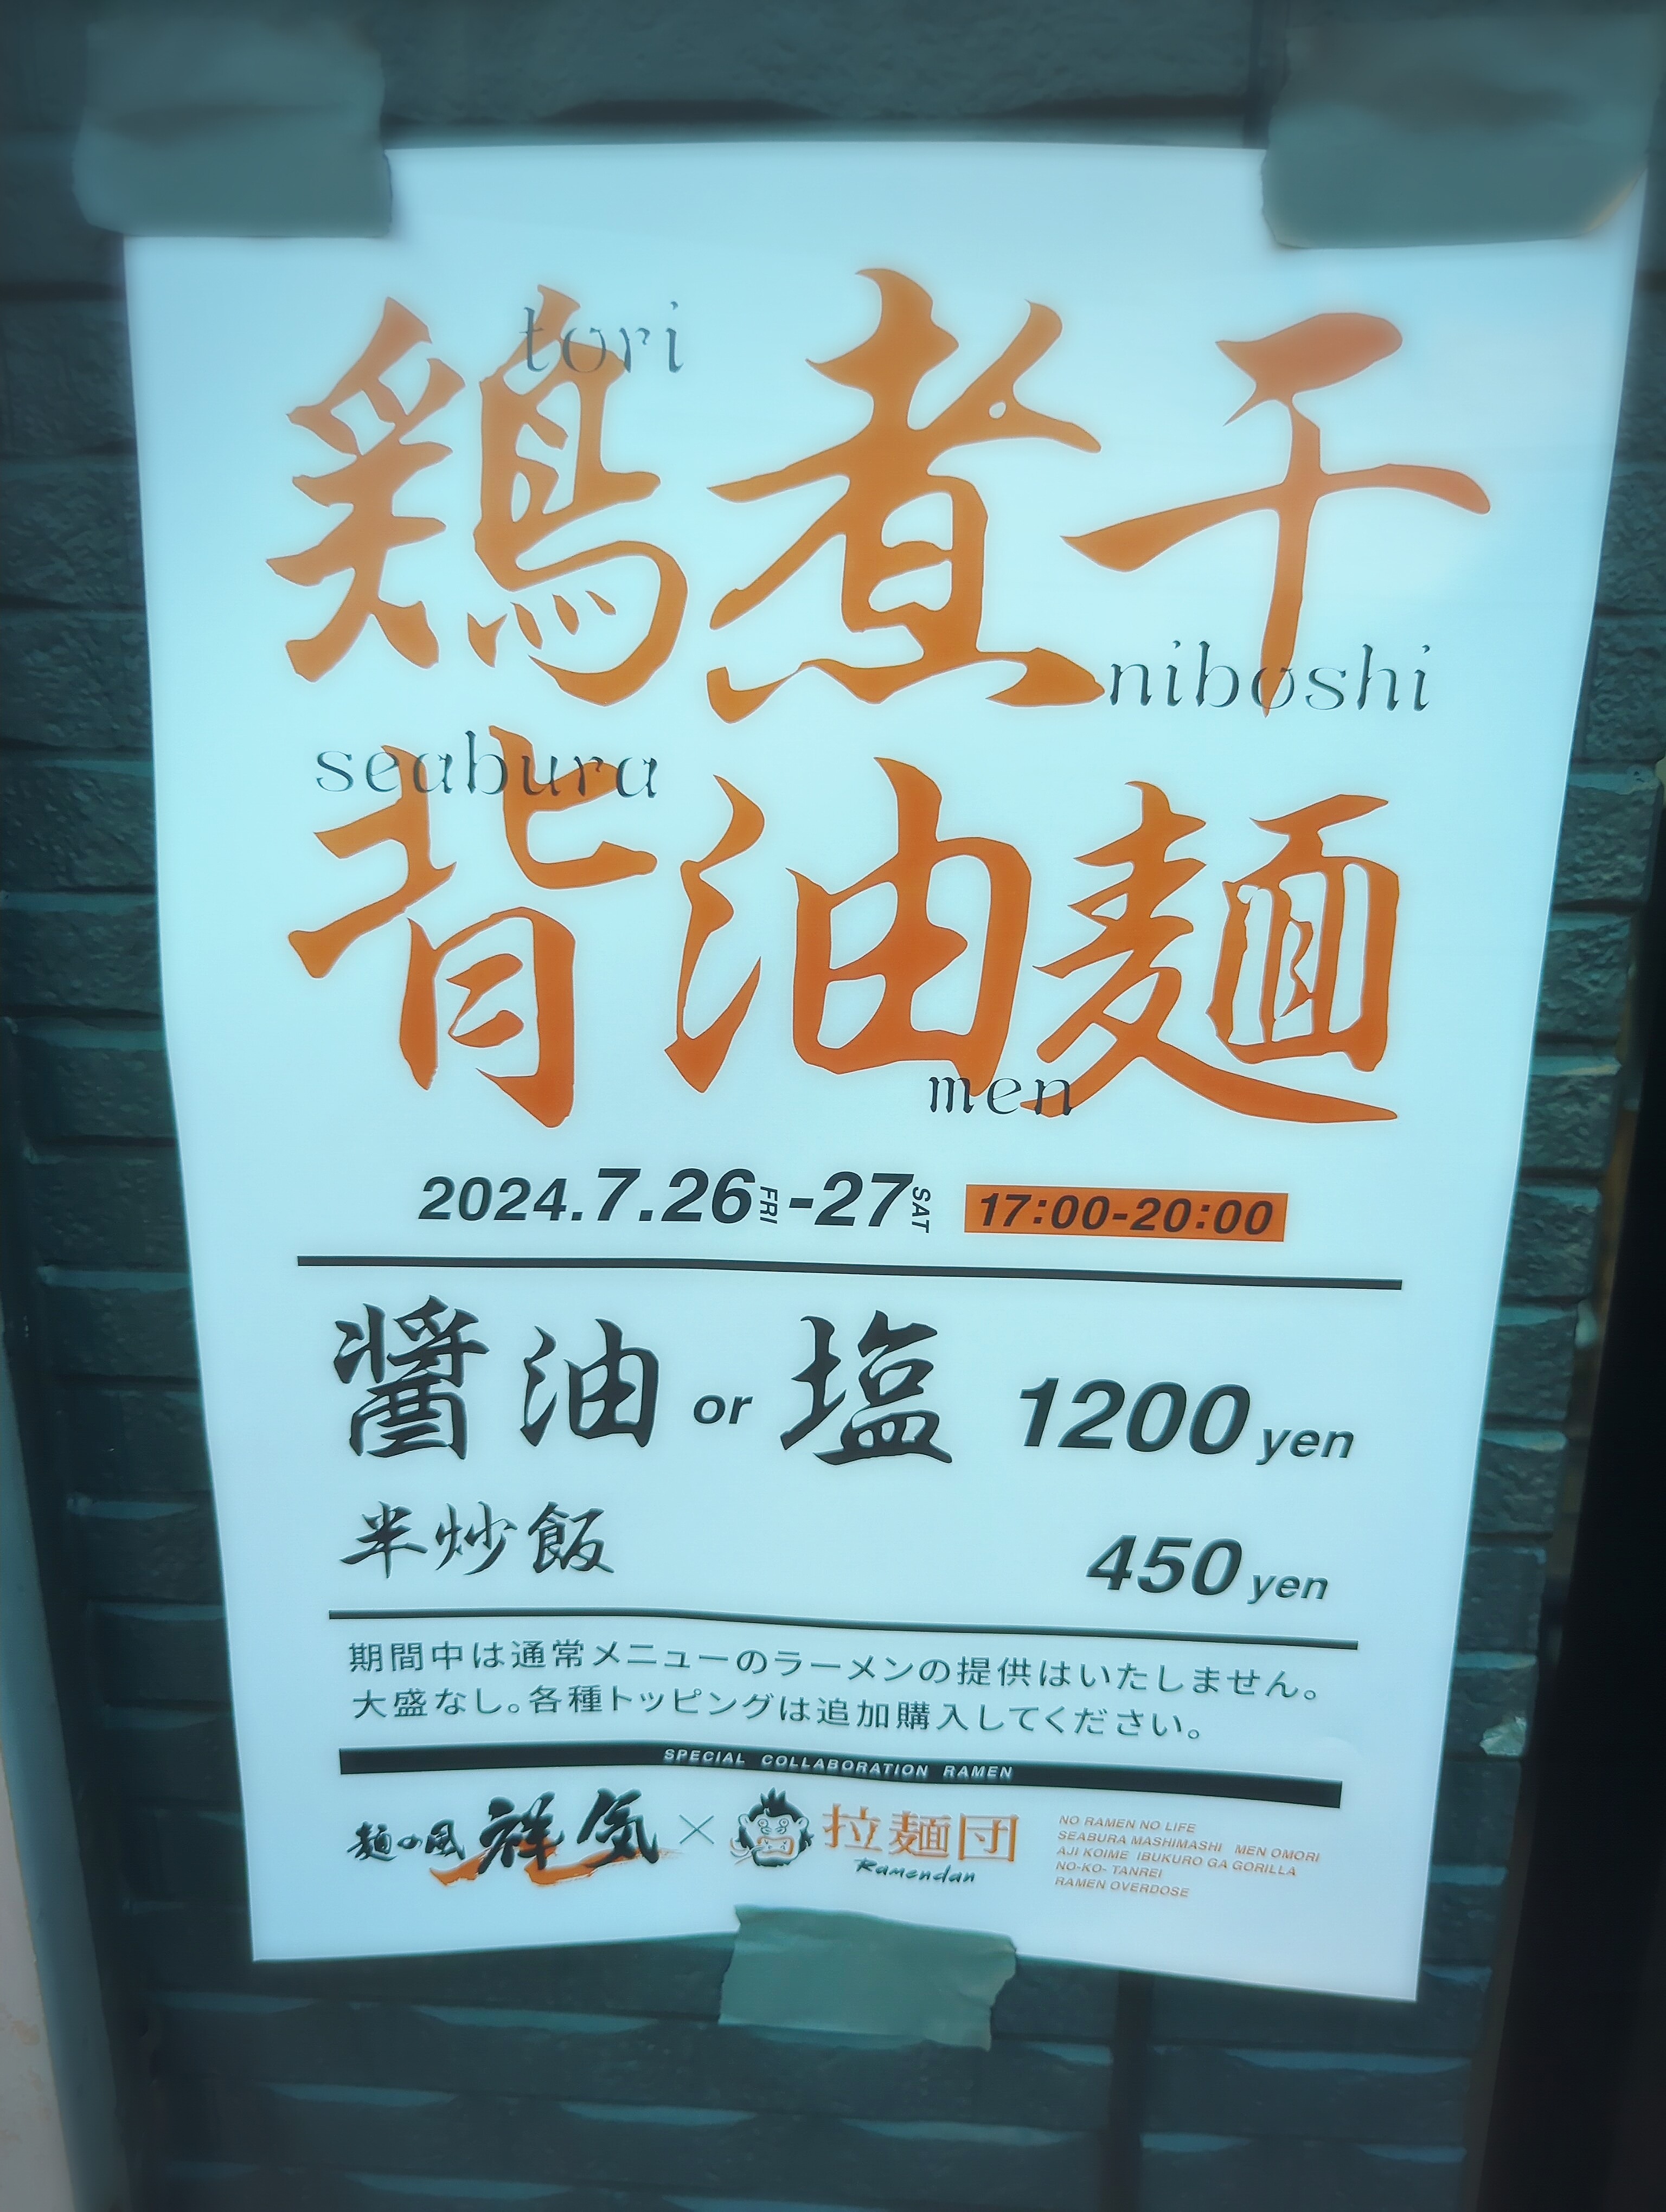 tori
鶏煮干
niboshi
seabura
背油麺
men
2024.7.26 FRI -27 SAT 17:00-20:00
醤油 or 塩 1200 yen
半炒飯 450 yen
期間中は通常メニューのラーメンの提供はいたしません。
大盛なし。各種トッピングは追加購入してください。
SPECIAL COLLABORATION RAMEN
麺の風 祥気 × 拉麺団
Ramendan
NO RAMEN NO LIFE
SEABURA MASHIMASHI MEN OMORI
AJI KOIME IBUKURO GA GORILLA
NO-KO- TANREI
RAMEN OVERDOSE